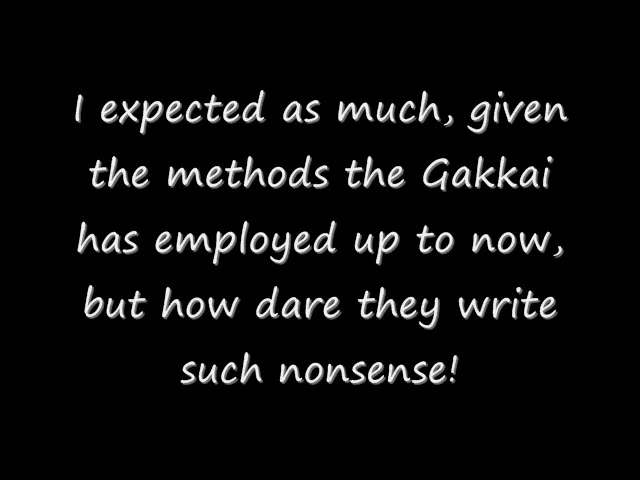 I expected as much, given
the methods the Gakkai
has employed up to now,
but how dare they write
such nonsense!